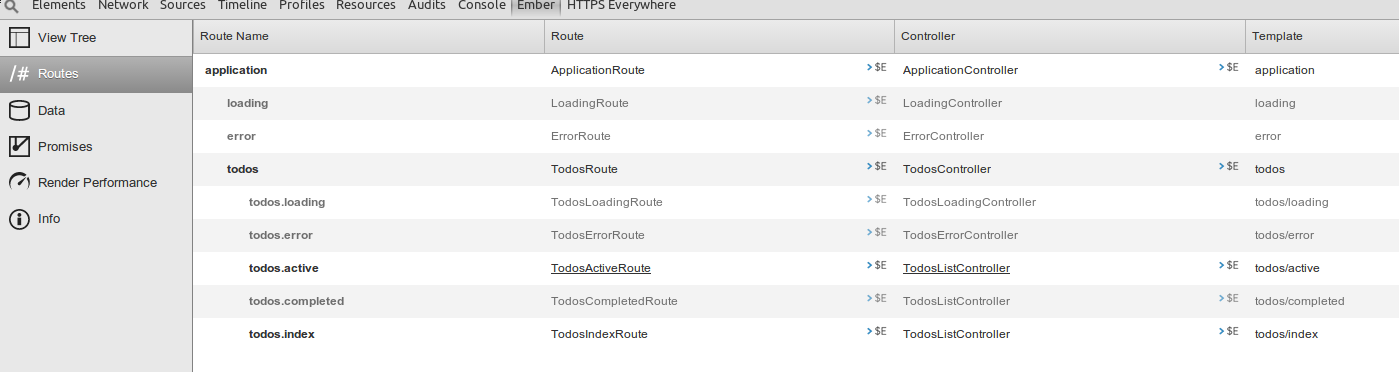 Elements Network Sources Timeline Profiles Resources Audits Console Ember HTTPS Everywhere
View Tree
/# Routes
Data
Promises
Render Performance
Info
Route Name Route Controller Template
application ApplicationRoute >$E ApplicationController >$E application
loading LoadingRoute >$E LoadingController loading
error ErrorRoute >$E ErrorController error
todos TodosRoute >$E TodosController >$E todos
todos.loading TodosLoadingRoute >$E TodosLoadingController todos/loading
todos.error TodosErrorRoute >$E TodosErrorController todos/error
todos.active TodosActiveRoute >$E TodosListController >$E todos/active
todos.completed TodosCompletedRoute >$E TodosListController >$E todos/completed
todos.index TodosIndexRoute >$E TodosListController >$E todos/index